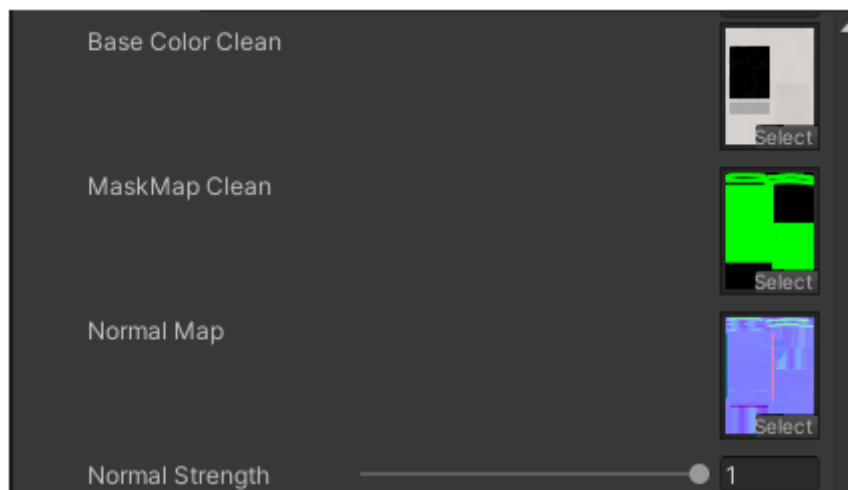 Base Color Clean
Select
MaskMap Clean
Select
Normal Map
Select
Normal Strength 1